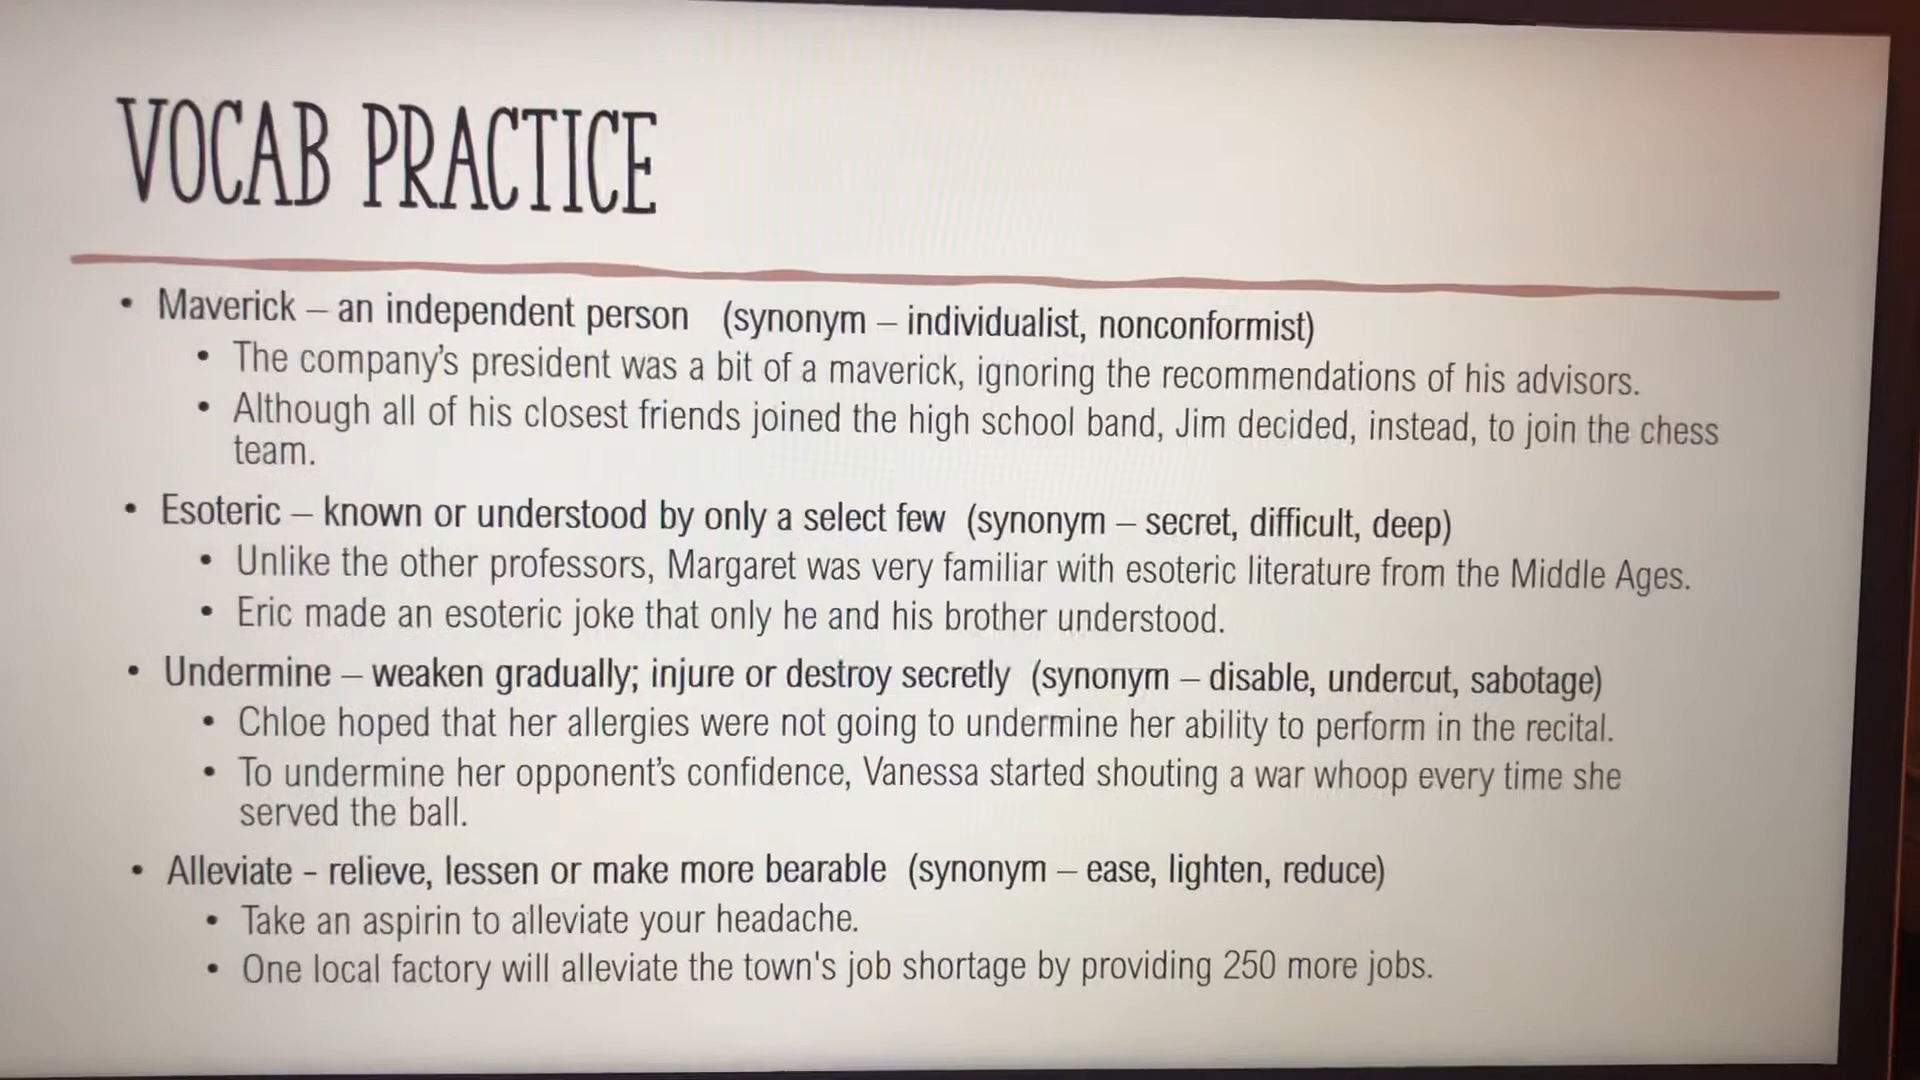 VOCAB PRACTICE
• Maverick – an independent person (synonym – individualist, nonconformist)
• The company's president was a bit of a maverick, ignoring the recommendations of his advisors.
• Although all of his closest friends joined the high school band, Jim decided, instead, to join the chess
team.
• Esoteric – known or understood by only a select few (synonym – secret, difficult, deep)
• Unlike the other professors, Margaret was very familiar with esoteric literature from the Middle Ages.
• Eric made an esoteric joke that only he and his brother understood.
• Undermine – weaken gradually; injure or destroy secretly (synonym – disable, undercut, sabotage)
• Chloe hoped that her allergies were not going to undermine her ability to perform in the recital.
• To undermine her opponent's confidence, Vanessa started shouting a war whoop every time she
served the ball.
• Alleviate - relieve, lessen or make more bearable (synonym – ease, lighten, reduce)
• Take an aspirin to alleviate your headache.
• One local factory will alleviate the town's job shortage by providing 250 more jobs.